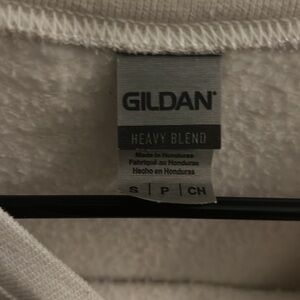 GILDAN®
HEAVY BLEND
Made in Honduras
Fabriqué au Honduras
Hecho en Honduras
S | P | CH